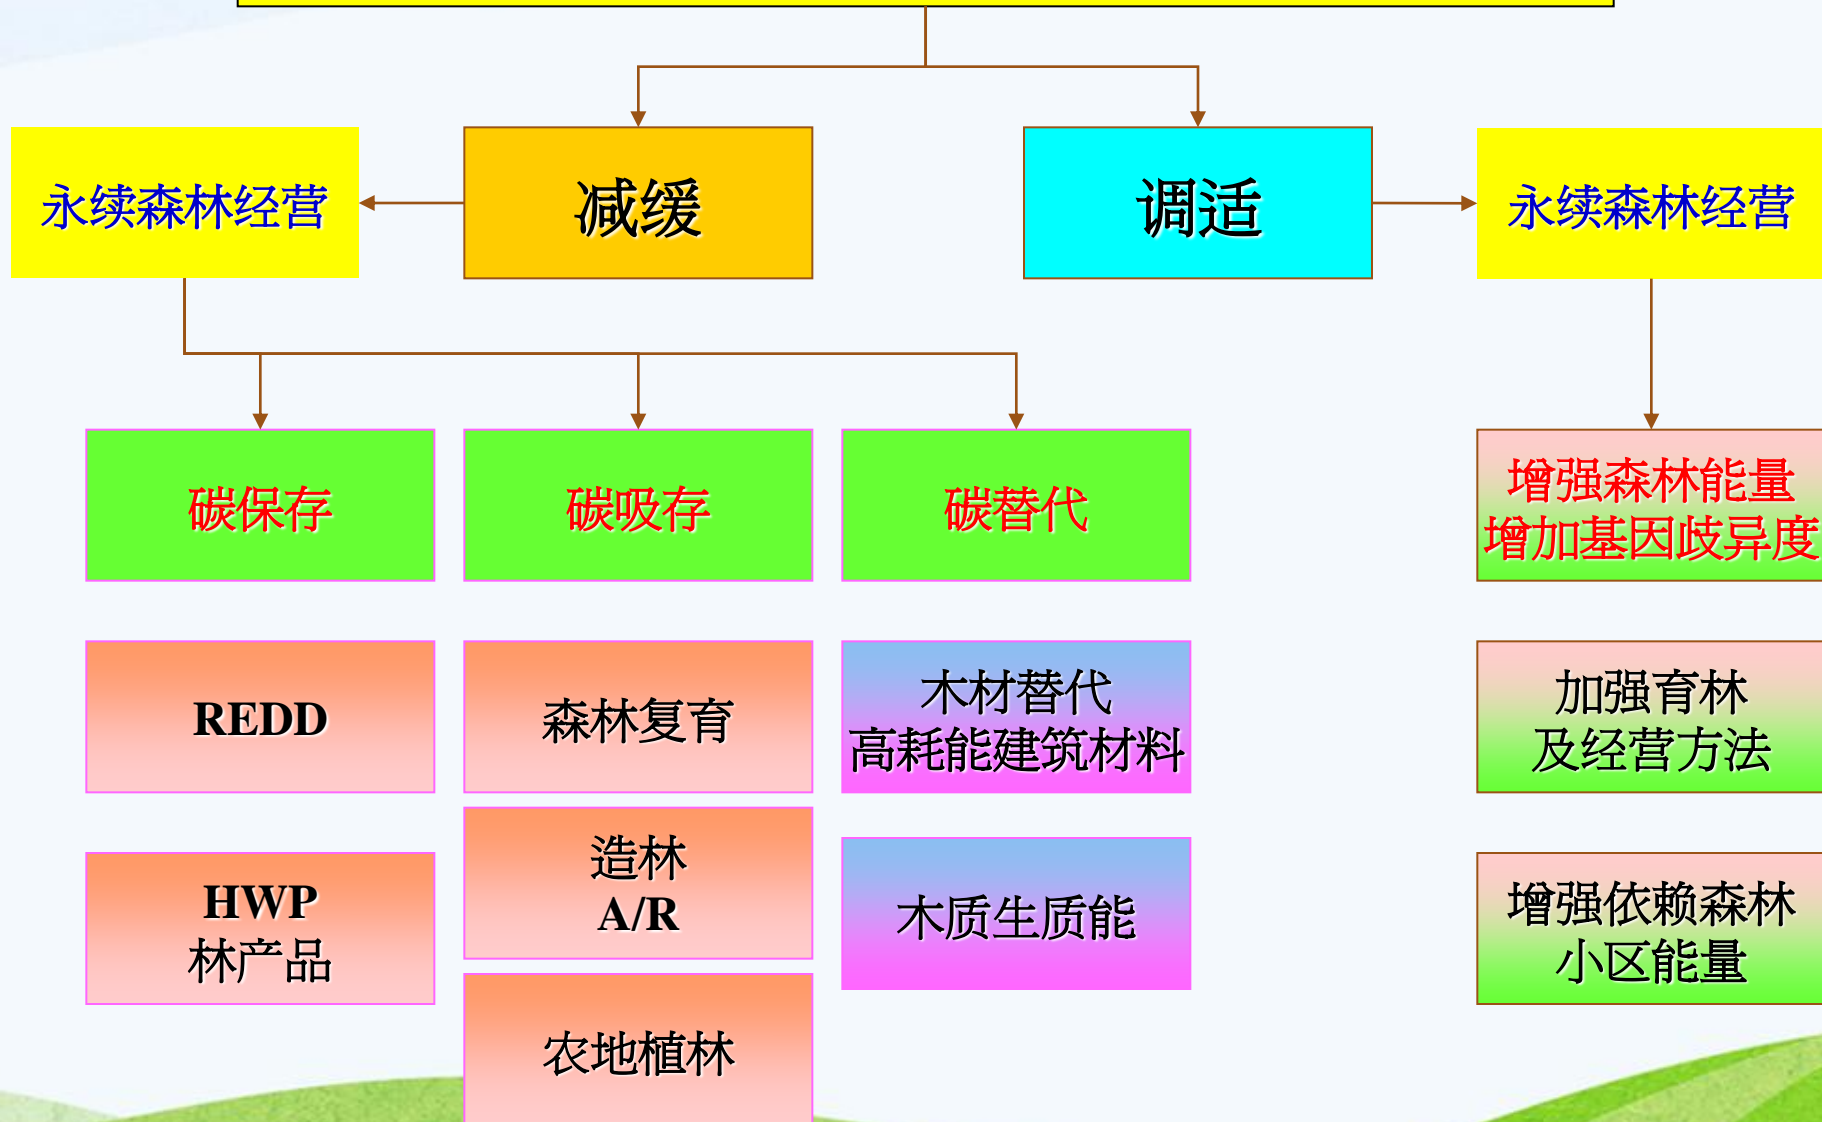 永续森林经营
减缓
调适
永续森林经营
碳保存
碳吸存
碳替代
增强森林能量
增加基因歧异度
REDD
森林复育
木材替代
高耗能建筑材料
加强育林
及经营方法
HWP
林产品
造林
A/R
木质生质能
增强依赖森林
小区能量
农地植林